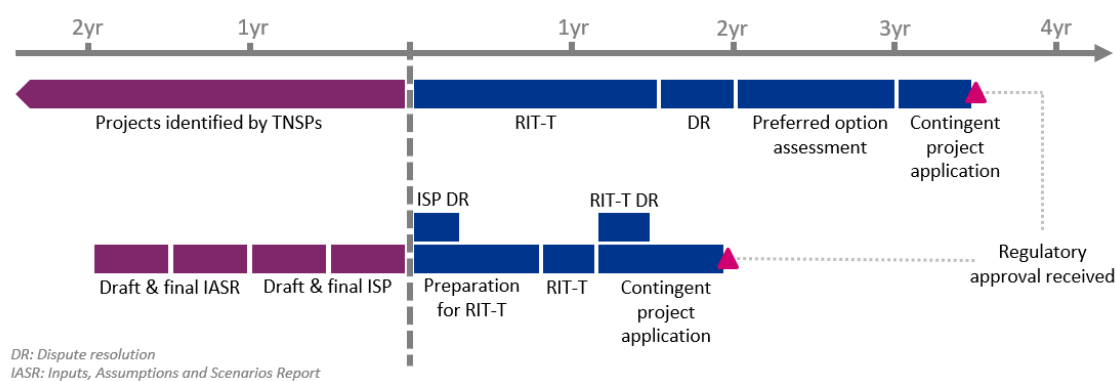 2yr 1yr 1yr 2yr 3yr 4yr
Projects identified by TNSPs
RIT-T
DR
Preferred option
assessment
Contingent
project
application
ISP DR
RIT-T DR
Draft & final IASR
Draft & final ISP
Preparation
for RIT-T
RIT-T
Contingent
project
application
Regulatory
approval received
DR: Dispute resolution
IASR: Inputs, Assumptions and Scenarios Report